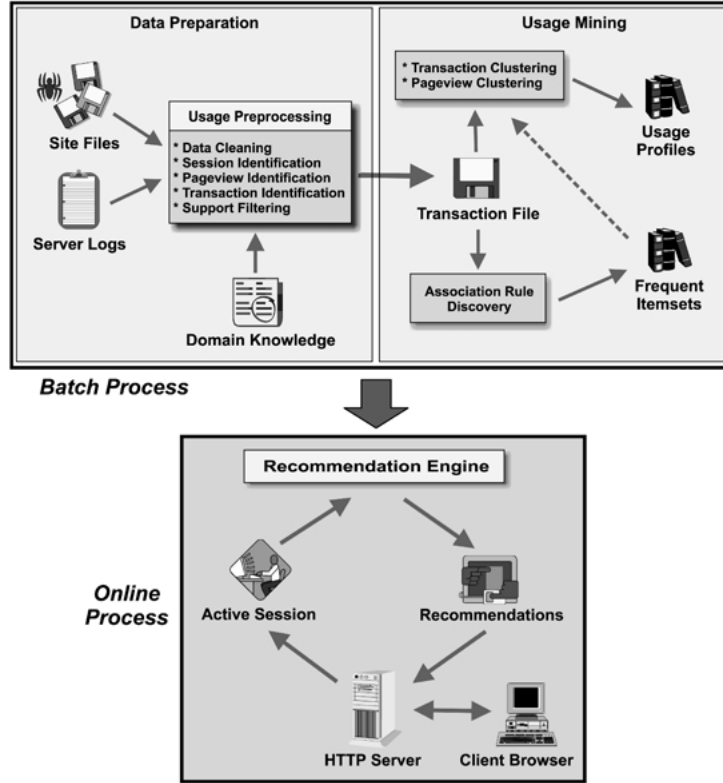 Data Preparation
Usage Mining
Site Files
Server Logs
Usage Preprocessing
* Data Cleaning
* Session Identification
* Pageview Identification
* Transaction Identification
* Support Filtering
Domain Knowledge
* Transaction Clustering
* Pageview Clustering
Usage
Profiles
Transaction File
Association Rule
Discovery
Frequent
Itemsets
Batch Process
Recommendation Engine
Online
Process
Active Session
Recommendations
HTTP Server
Client Browser